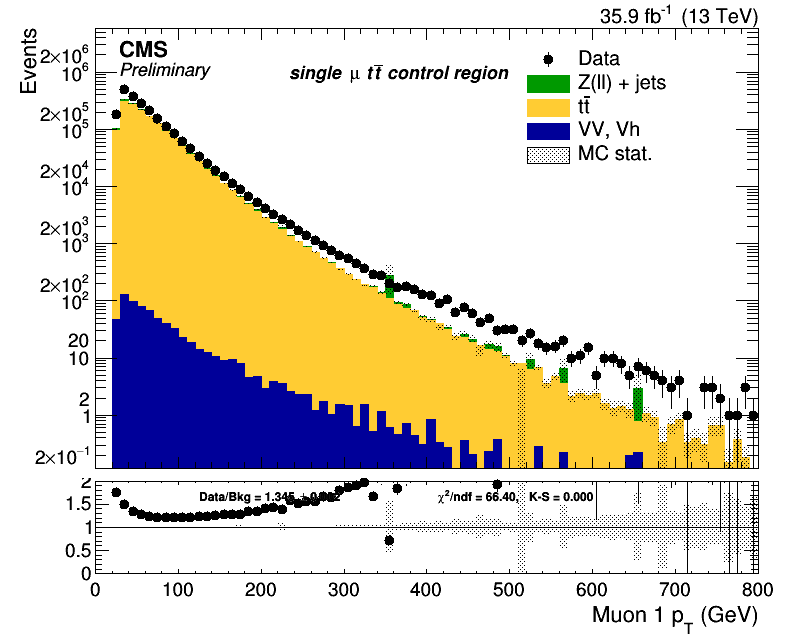 35.9 fb⁻¹ (13 TeV)
Events
CMS
Preliminary
single μ tt̄ control region
Data
Z(ll) + jets
tt̄
VV, Vh
MC stat.
2×10⁶
10⁶
2×10⁵
10⁵
2×10⁴
10⁴
2×10³
10³
2×10²
10²
20
10
2
1
2×10⁻¹
Data/Bkg = 1.345
χ²/ndf = 66.40, K-S = 0.000
2
1.5
1
0.5
0
0 100 200 300 400 500 600 700 800
Muon 1 p_T (GeV)